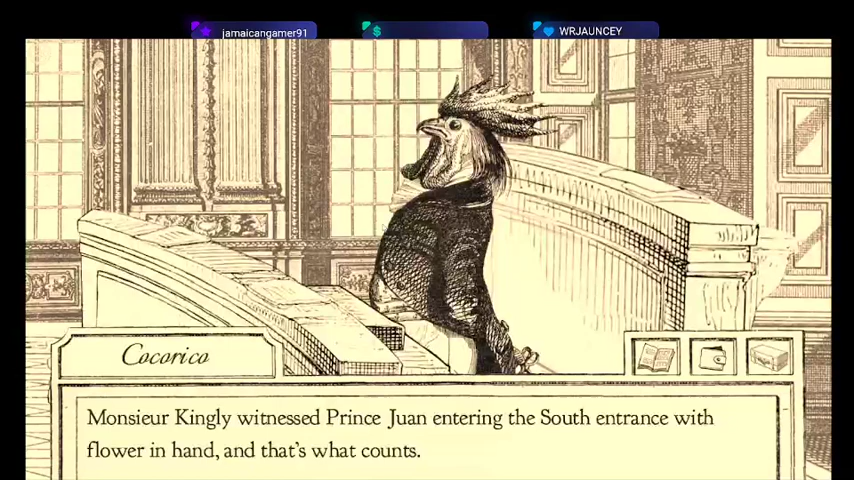 jamaicangamer91
$
WRJAUNCEY
Cocorico
Monsieur Kingly witnessed Prince Juan entering the South entrance with
flower in hand, and that's what counts.